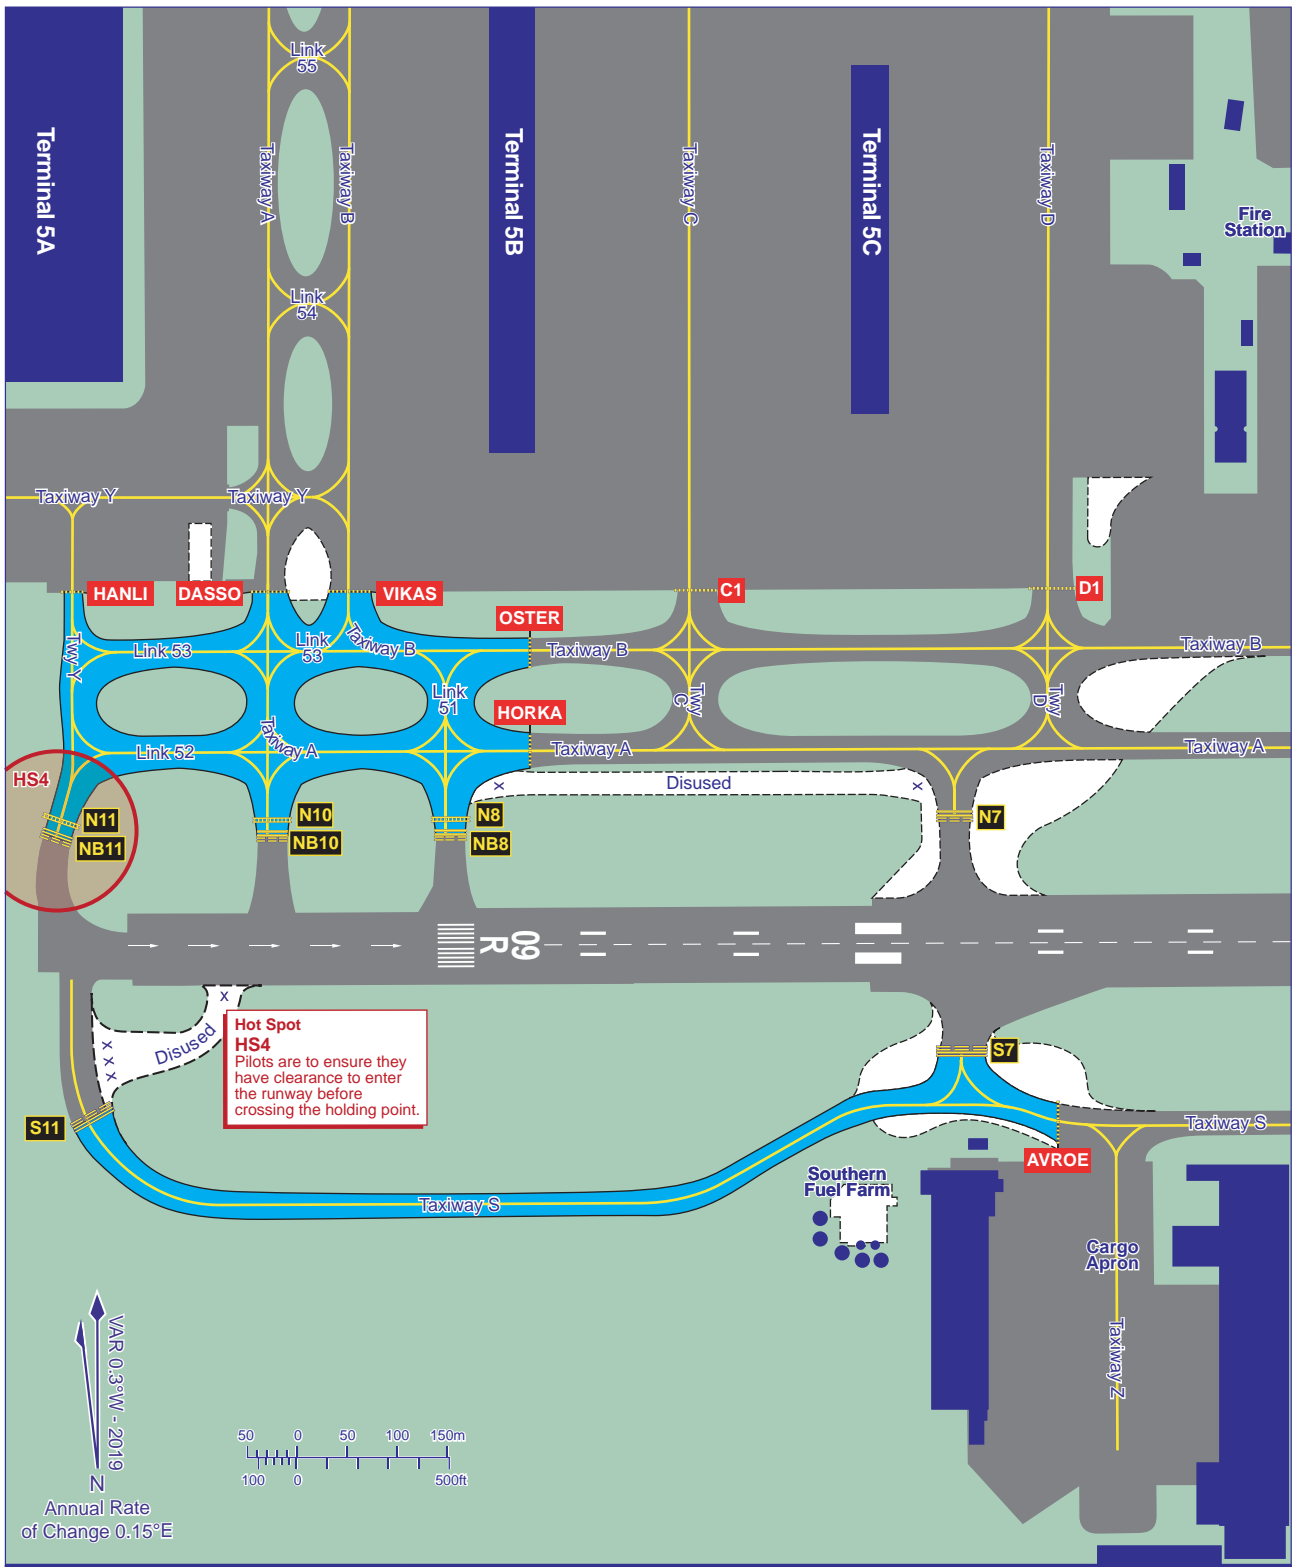 Link
55
Terminal 5A
Taxiway A
Taxiway B
Terminal 5B
Taxiway C
Terminal 5C
Taxiway D
Fire
Station
Link
54
Taxiway Y
Taxiway Y
HANLI
DASSO
VIKAS
C1
D1
OSTER
Twy Y
Link 53
Link
53
Taxiway B
Taxiway B
Taxiway B
Link
51
Twy
C
Twy
D
HORKA
Link 52
Taxiway A
Taxiway A
Taxiway A
HS4
x
Disused
x
N11
NB11
N10
NB10
N8
NB8
N7
09
R
x
Disused
x
x
x
Hot Spot
HS4
Pilots are to ensure they
have clearance to enter
the runway before
crossing the holding point.
S7
S11
Taxiway S
AVROE
Southern
Fuel Farm
Taxiway S
Cargo
Apron
Taxiway Z
VAR 0.3°W - 2019
N
Annual Rate
of Change 0.15°E
50 0 50 100 150m
100 0 500ft